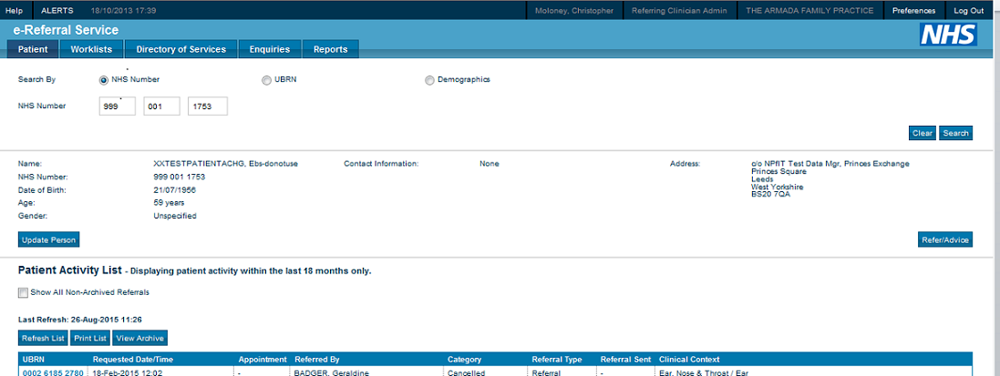 Help ALERTS 18/10/2013 17:39 Moloney, Christopher Referring Clinician Admin THE ARMADA FAMILY PRACTICE Preferences Log Out
e-Referral Service NHS
Patient Worklists Directory of Services Enquiries Reports
Search By NHS Number UBRN Demographics
NHS Number 999 001 1753
Clear Search
Name: XXTESTPATIENTACHG, Ebs-donotuse Contact Information: None Address: c/o NPfIT Test Data Mgr, Princes Exchange
Princes Square
NHS Number: 999 001 1753 Leeds
West Yorkshire
Date of Birth: 21/07/1956 BS20 7QA
Age: 59 years
Gender: Unspecified
Update Person Refer/Advice
Patient Activity List - Displaying patient activity within the last 18 months only.
Show All Non-Archived Referrals
Last Refresh: 26-Aug-2015 11:26
Refresh List Print List View Archive
UBRN Requested Date/Time Appointment Referred By Category Referral Type Referral Sent Clinical Context
0002 6185 2780 18-Feb-2015 12:02 - BADGER, Geraldine Cancelled Referral - Ear, Nose & Throat / Ear